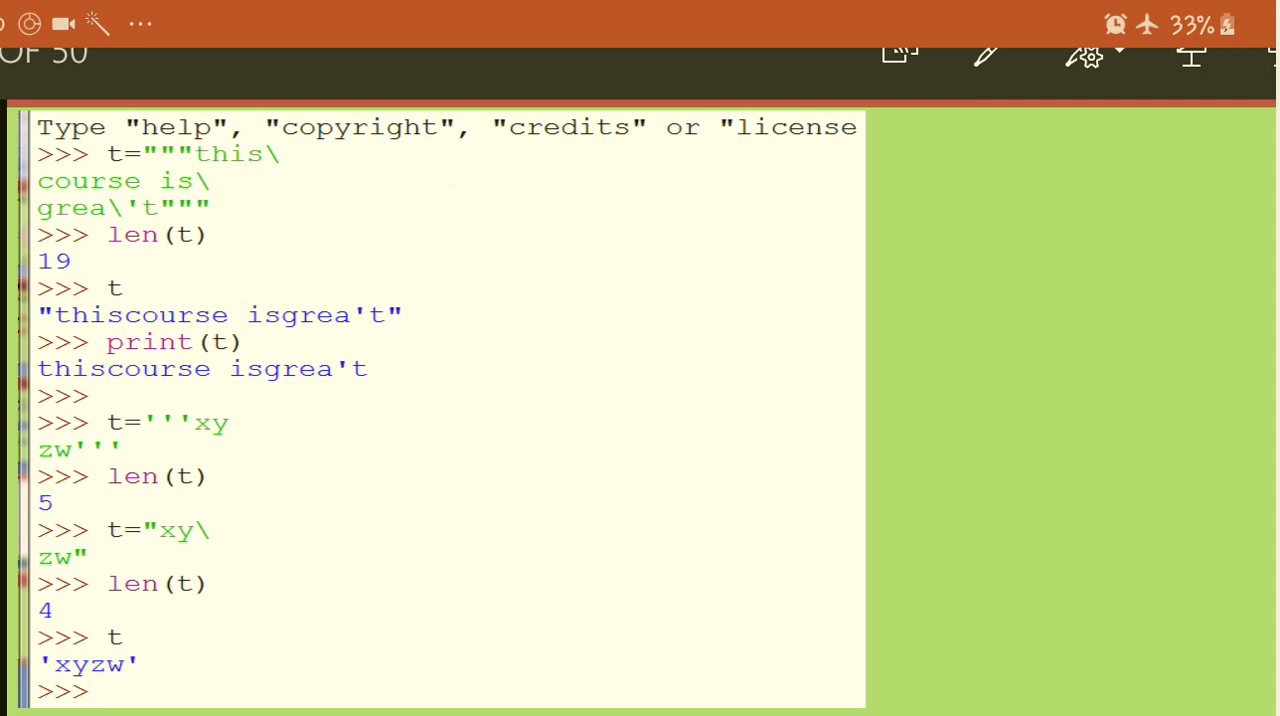 33%
OF 50
Type "help", "copyright", "credits" or "license
>>> t="""this\
course is\
grea\'t"""
>>> len(t)
19
>>> t
"thiscourse isgrea't"
>>> print(t)
thiscourse isgrea't
>>>
>>> t='''xy
zw'''
>>> len(t)
5
>>> t="xy\
zw"
>>> len(t)
4
>>> t
'xyzw'
>>>